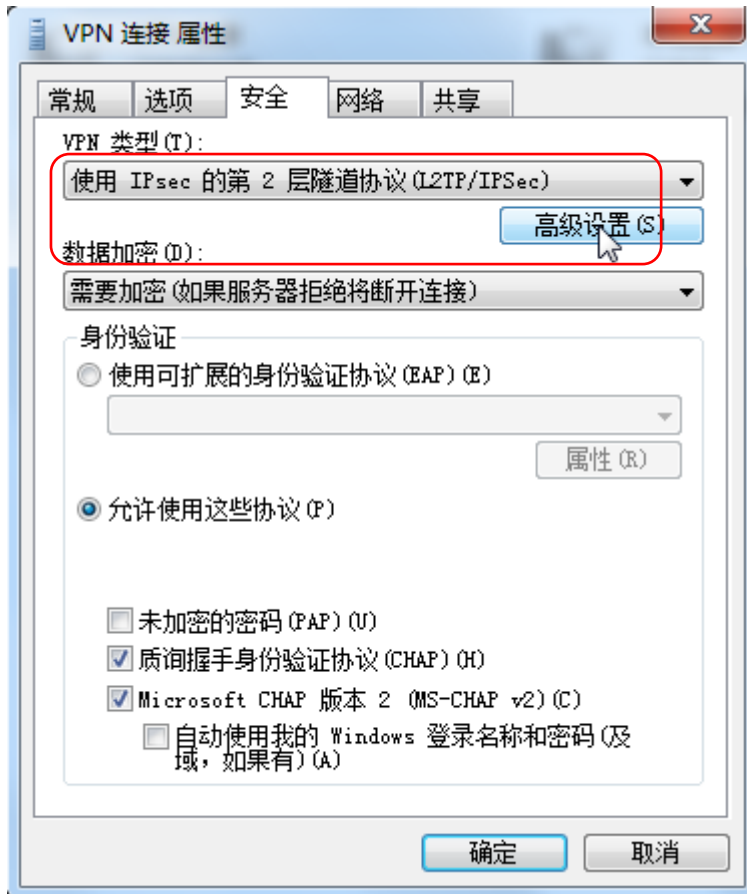 VPN 连接 属性
常规 选项 安全 网络 共享
VPN 类型(T):
使用 IPsec 的第 2 层隧道协议(L2TP/IPSec)
高级设置(S)
数据加密(D):
需要加密(如果服务器拒绝将断开连接)
身份验证
使用可扩展的身份验证协议(EAP)(E)
属性(R)
允许使用这些协议(P)
未加密的密码(PAP)(U)
质询握手身份验证协议(CHAP)(H)
Microsoft CHAP 版本 2 (MS-CHAP v2)(C)
自动使用我的 Windows 登录名称和密码(及
域，如果有)(A)
确定 取消